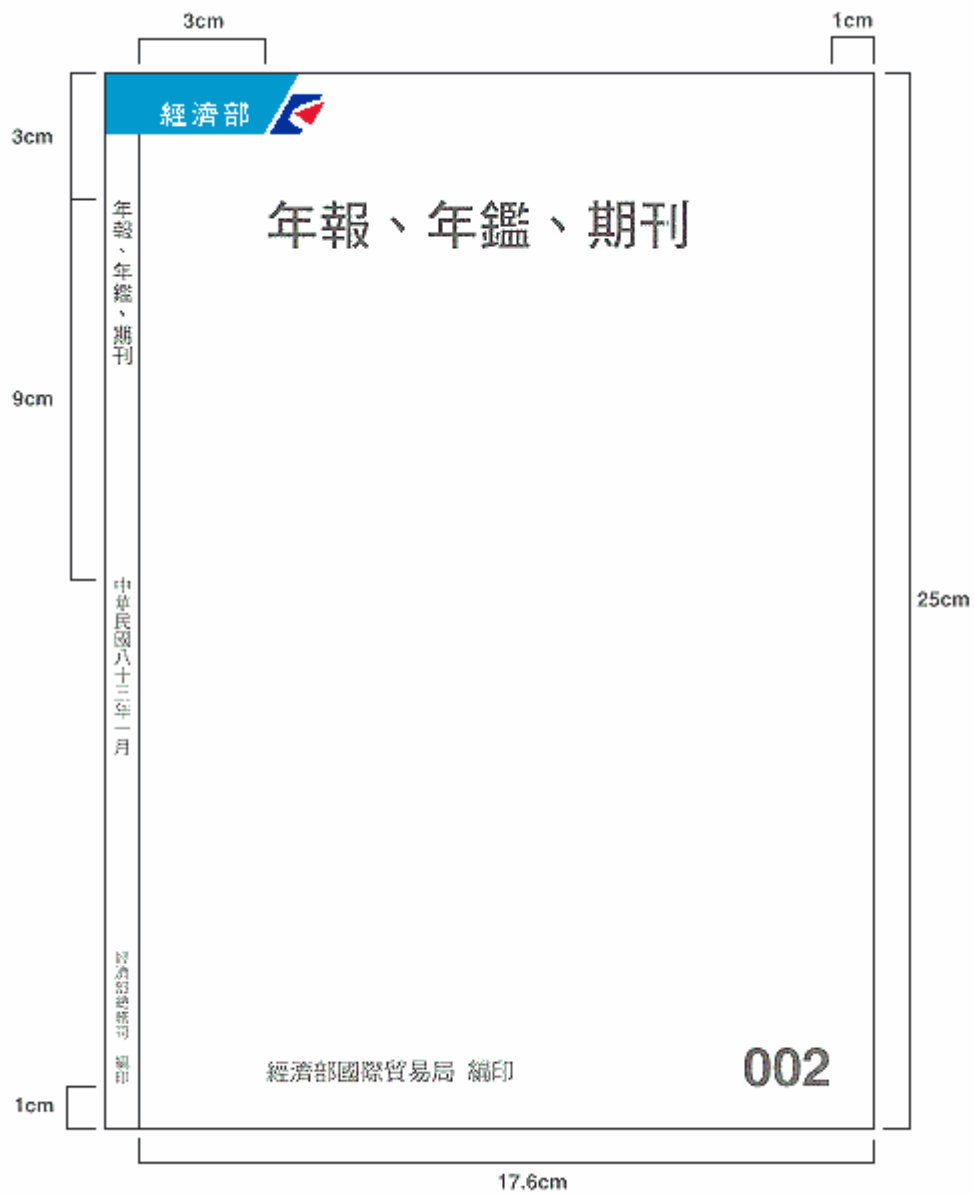 3cm
1cm
經濟部
3cm
年報、年鑑、期刊
年報、年鑑、期刊
9cm
25cm
中華民國八十三年一月
編印
經濟部國際貿易局 編印
002
1cm
17.6cm